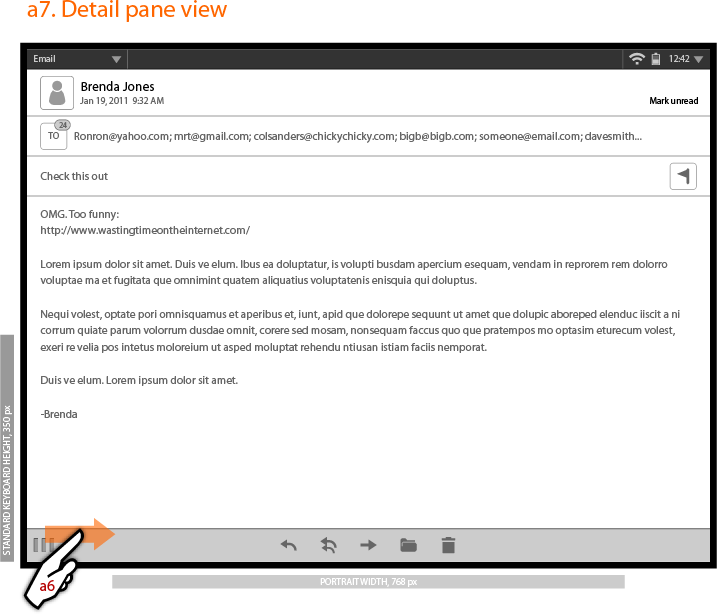 a7. Detail pane view
Email
12:42
Brenda Jones
Jan 19, 2011 9:32 AM
Mark unread
24
TO
Ronron@yahoo.com; mrt@gmail.com; colsanders@chickychicky.com; bigb@bigb.com; someone@email.com; davesmith...
Check this out
OMG. Too funny:
http://www.wastingtimeontheinternet.com/
Lorem ipsum dolor sit amet. Duis ve elum. Ibus ea doluptatur, is volupti busdam apercium esequam, vendam in reprorem rem dolorro
voluptae ma et fugitata que omnimint quatem aliquatius voluptatenis enisquia qui doluptus.
Nequi volest, optate pori omnisquamus et aperibus et, iunt, apid que dolorepe sequunt ut amet que dolupic aboreped elenduc iiscit a ni
corrum quiate parum volorrum dusdae omnit, corere sed mosam, nonsequam faccus quo que pratempos mo optasim eturecum volest,
exeri re velia pos intetus moloreium ut asped moluptat rehendu ntiusan istiam faciis nemporat.
Duis ve elum. Lorem ipsum dolor sit amet.
-Brenda
STANDARD KEYBOARD HEIGHT, 350 px
a6
PORTRAIT WIDTH, 768 px